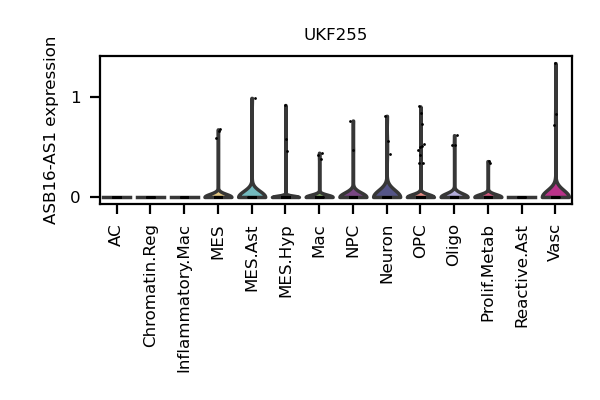 UKF255
ASB16-AS1 expression
1
0
AC
Chromatin.Reg
Inflammatory.Mac
MES
MES.Ast
MES.Hyp
Mac
NPC
Neuron
OPC
Oligo
Prolif.Metab
Reactive.Ast
Vasc